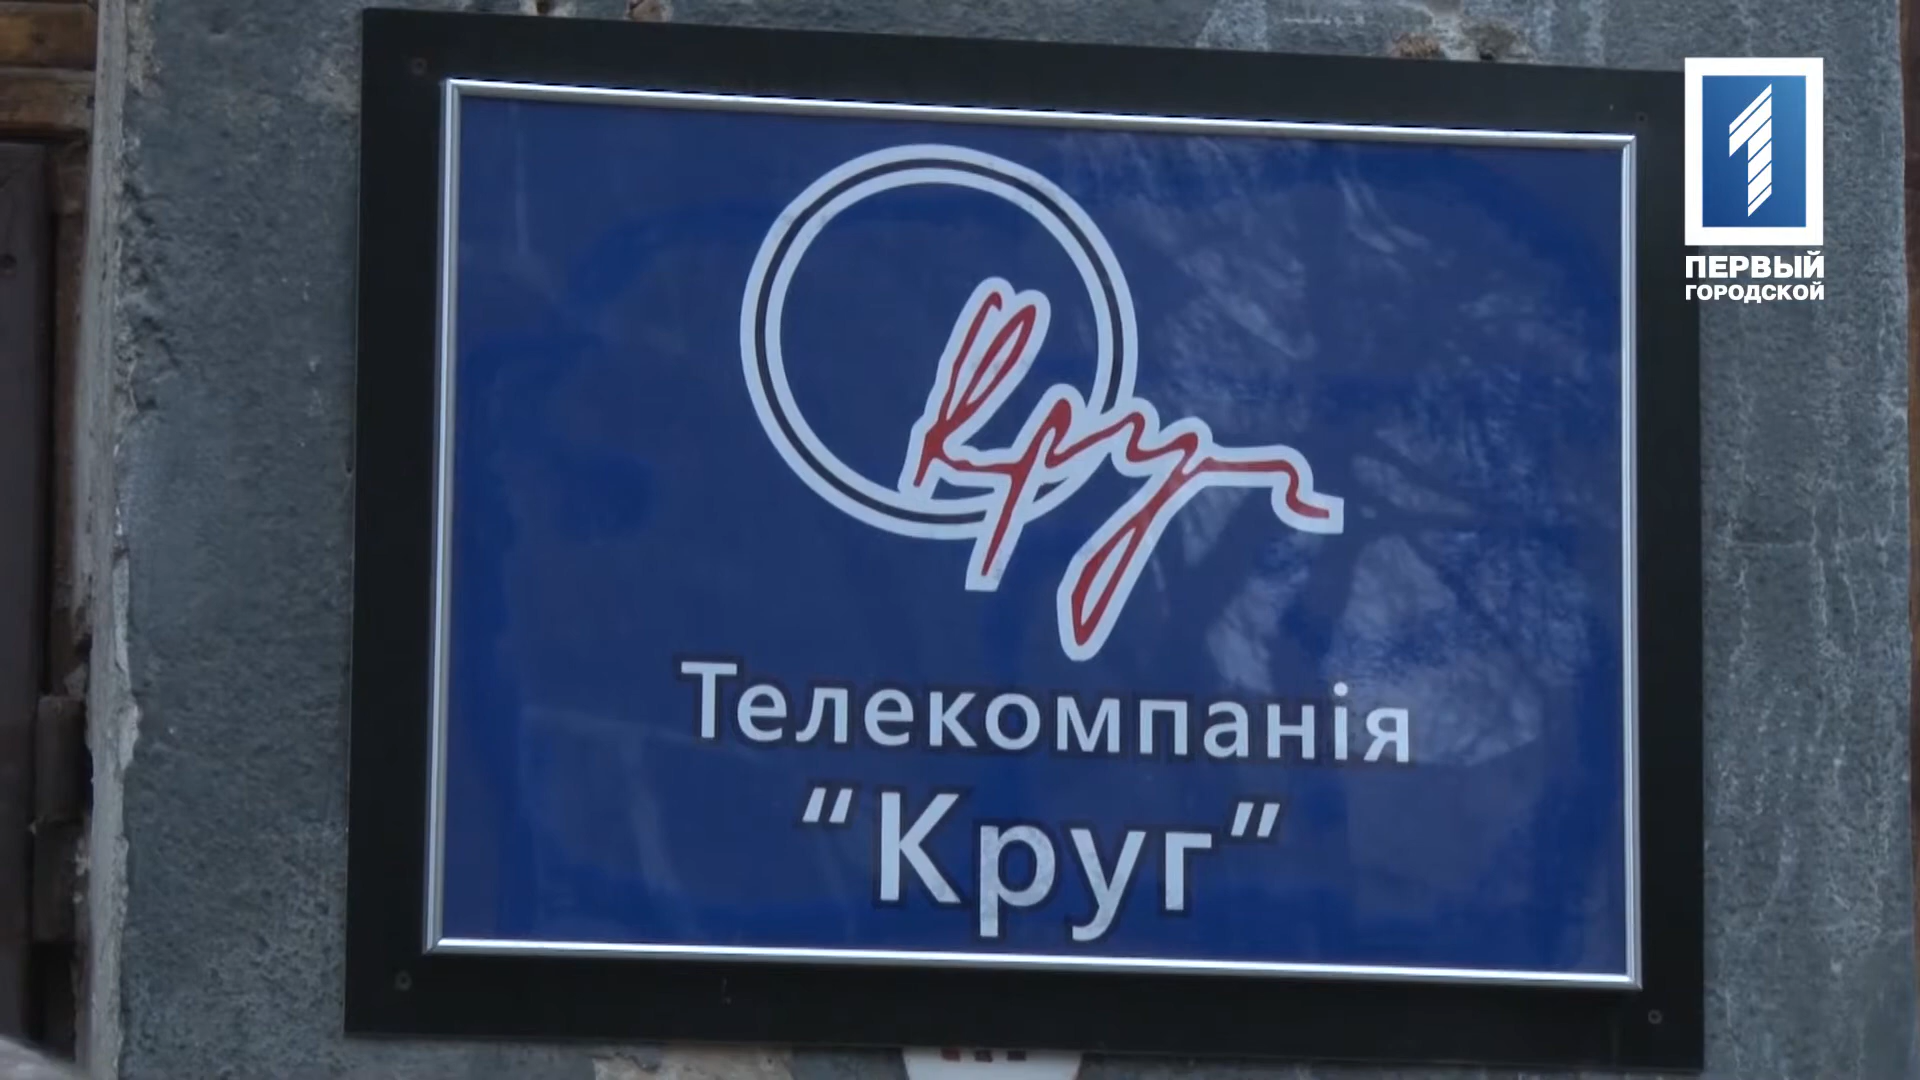 ПЕРВЫЙ
ГОРОДСКОЙ
Круг
Телекомпанія
“Круг”